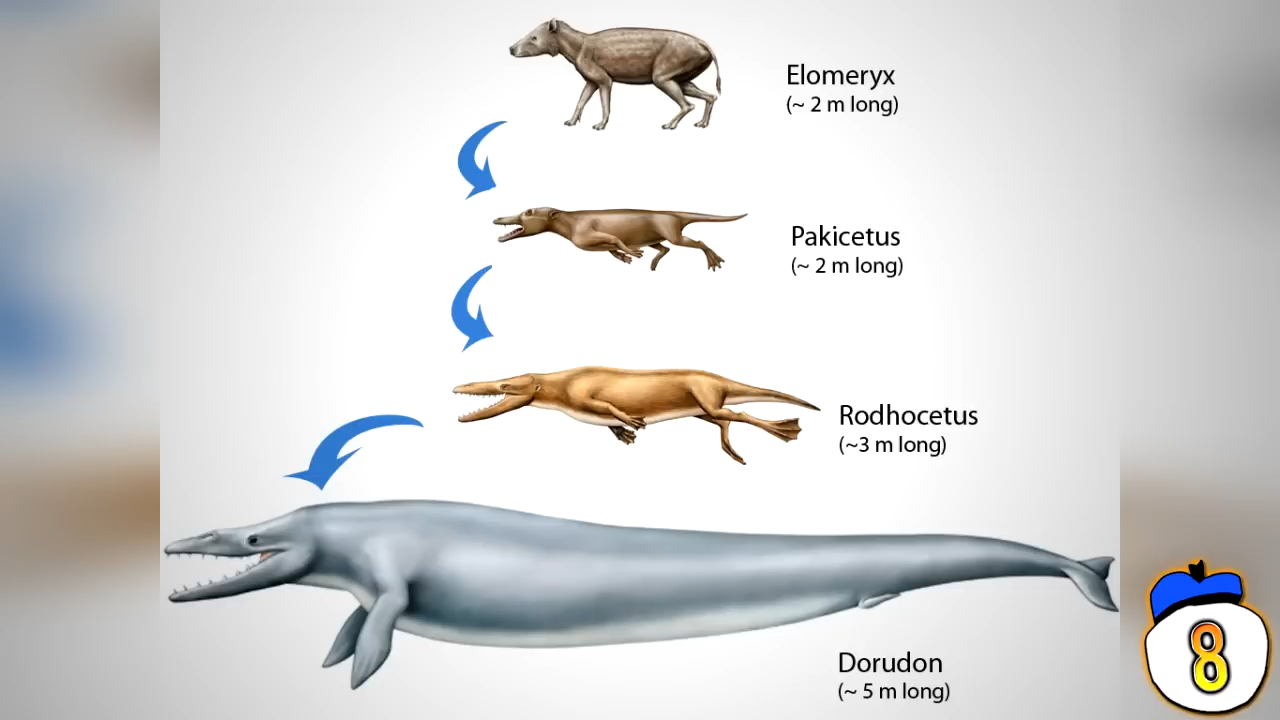 Elomeryx
(~ 2 m long)
Pakicetus
(~ 2 m long)
Rodhocetus
(~3 m long)
Dorudon
(~ 5 m long)
8